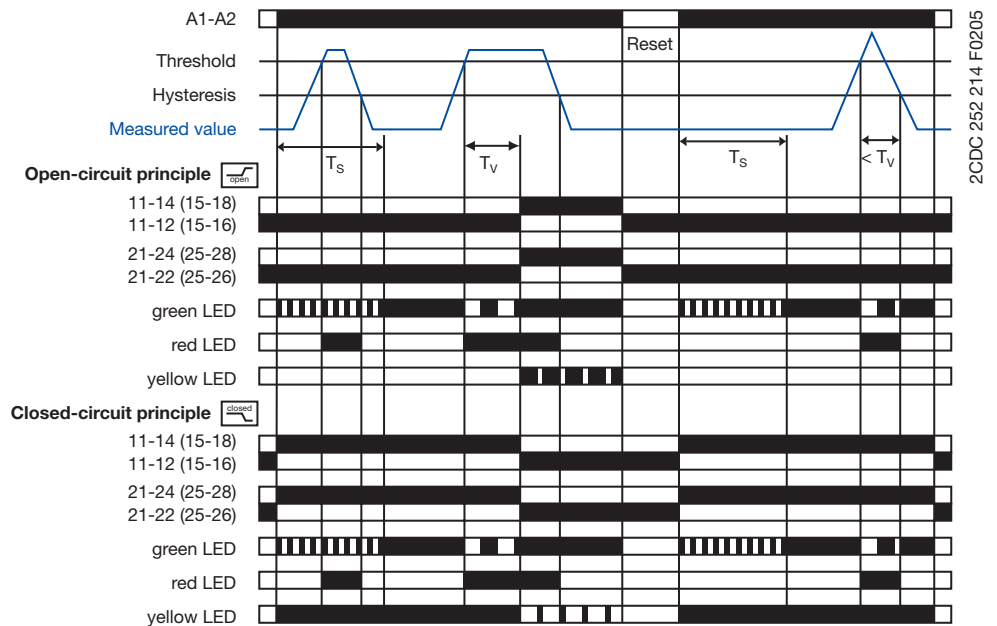 A1-A2
Reset
Threshold
Hysteresis
Measured value
TS
TV
TS
< TV
Open-circuit principle
open
11-14 (15-18)
11-12 (15-16)
21-24 (25-28)
21-22 (25-26)
green LED
red LED
yellow LED
Closed-circuit principle
closed
11-14 (15-18)
11-12 (15-16)
21-24 (25-28)
21-22 (25-26)
green LED
red LED
yellow LED
2CDC 252 214 F0205